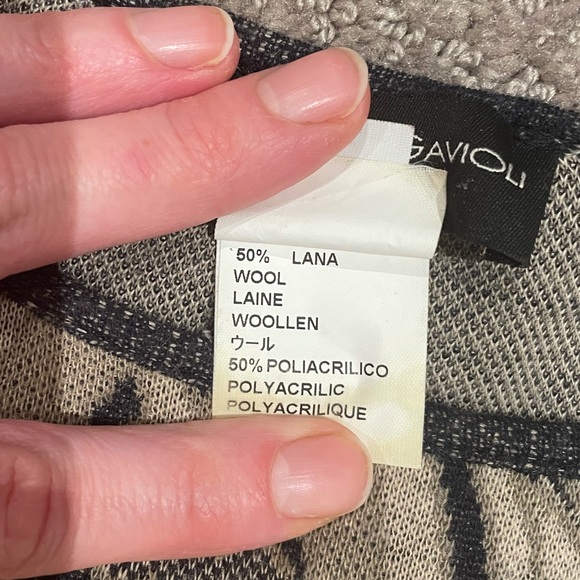 GAVIOLI
50% LANA
WOOL
LAINE
WOOLLEN
ウール
50% POLIACRILICO
POLYACRILIC
POLYACRILIQUE